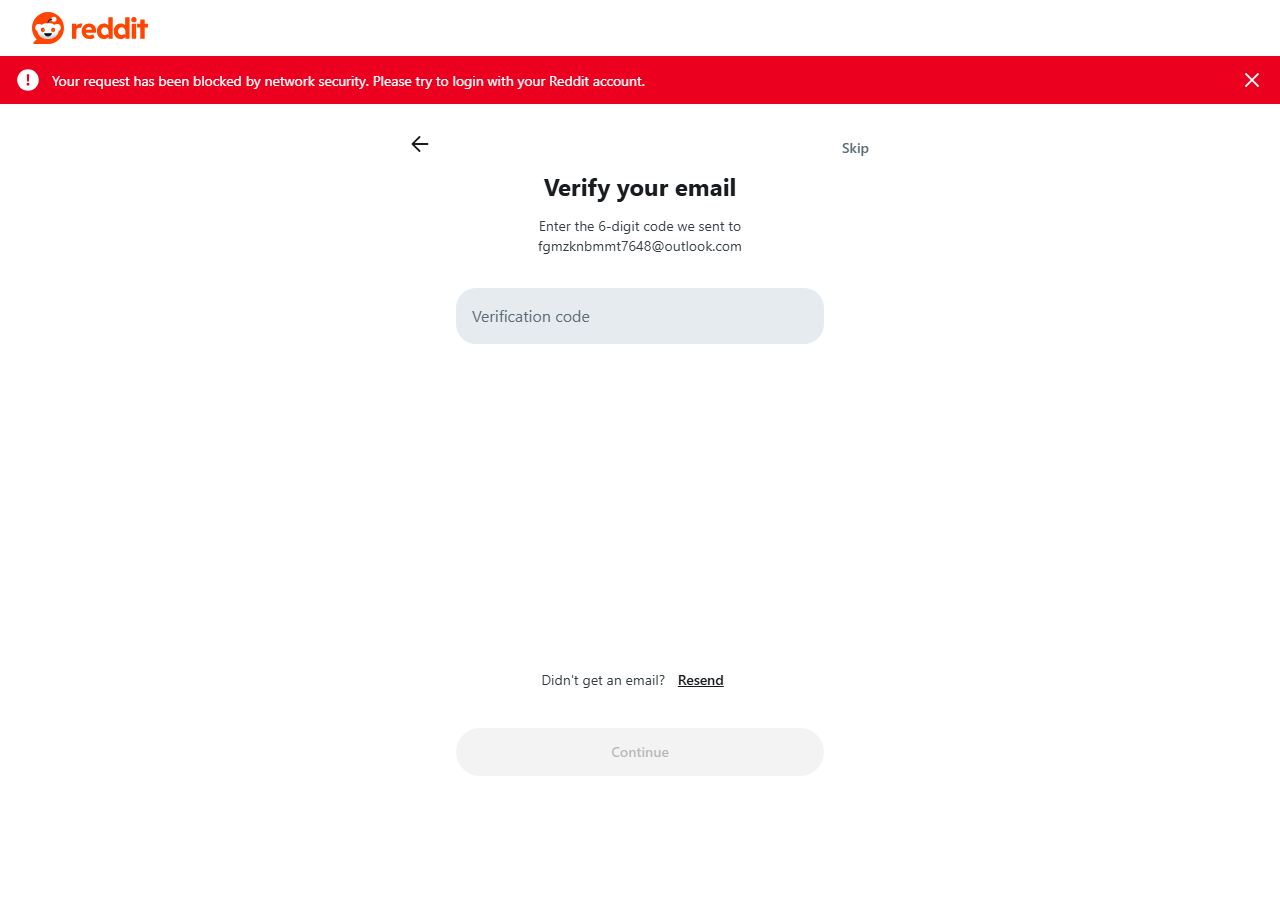 reddit
Your request has been blocked by network security. Please try to login with your Reddit account.
Skip
Verify your email
Enter the 6-digit code we sent to
fgmzknbmmt7648@outlook.com
Verification code
Didn't get an email? Resend
Continue